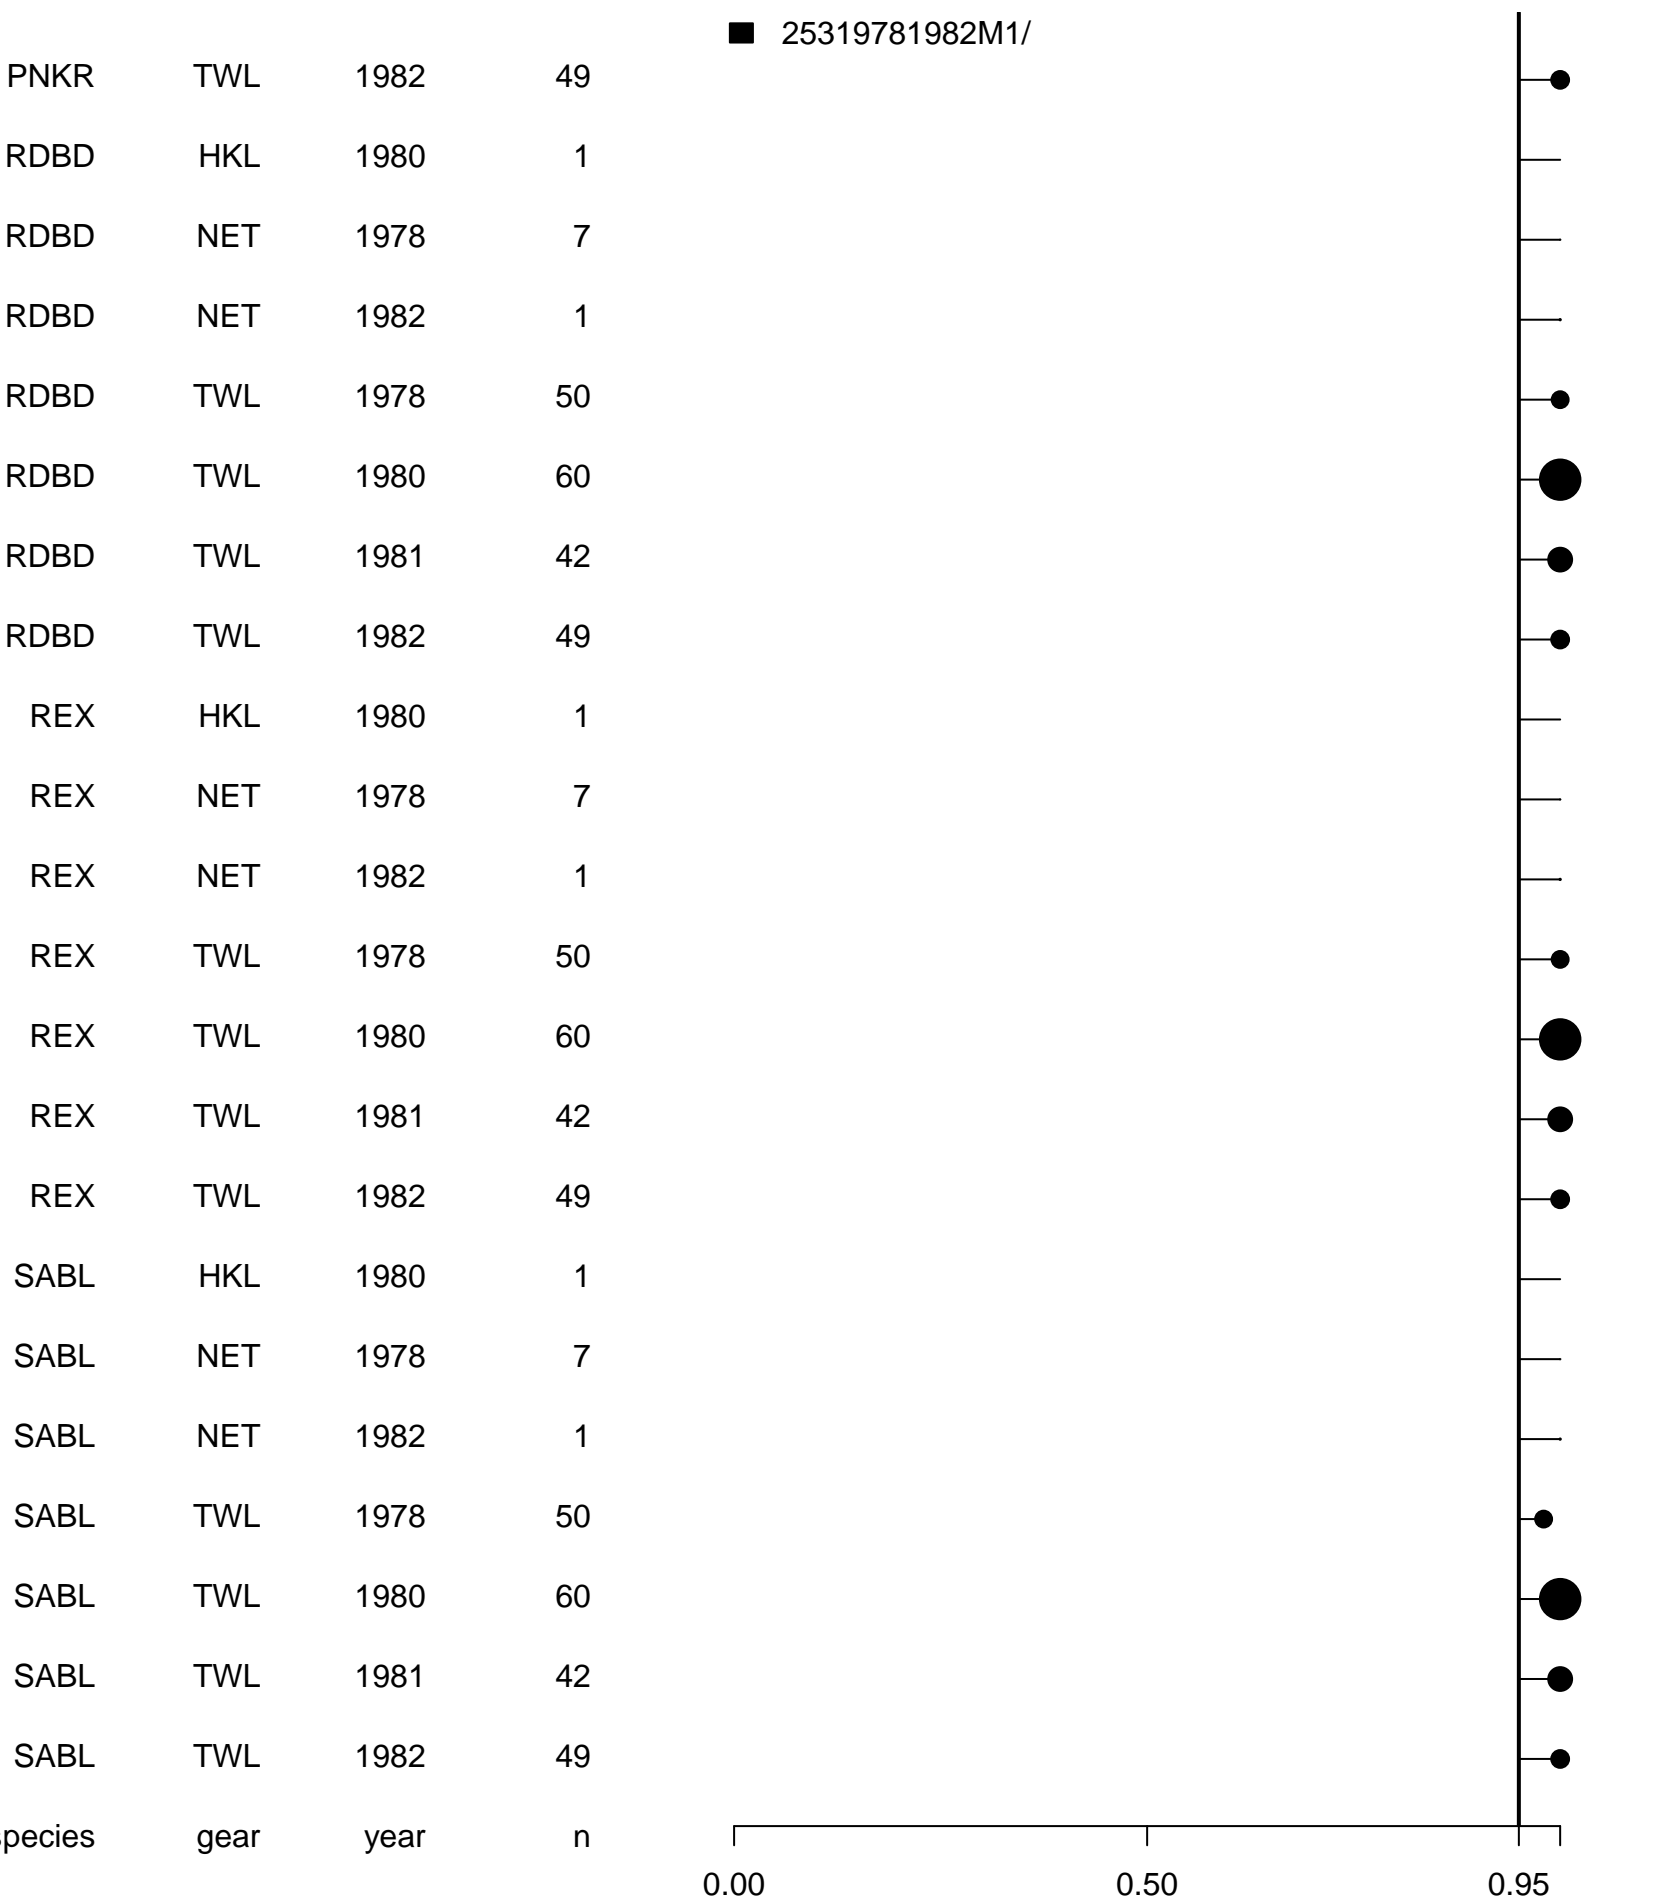 25319781982M1/
PNKR TWL 1982 49
RDBD HKL 1980 1
RDBD NET 1978 7
RDBD NET 1982 1
RDBD TWL 1978 50
RDBD TWL 1980 60
RDBD TWL 1981 42
RDBD TWL 1982 49
REX HKL 1980 1
REX NET 1978 7
REX NET 1982 1
REX TWL 1978 50
REX TWL 1980 60
REX TWL 1981 42
REX TWL 1982 49
SABL HKL 1980 1
SABL NET 1978 7
SABL NET 1982 1
SABL TWL 1978 50
SABL TWL 1980 60
SABL TWL 1981 42
SABL TWL 1982 49
pecies gear year n
0.00 0.50 0.95